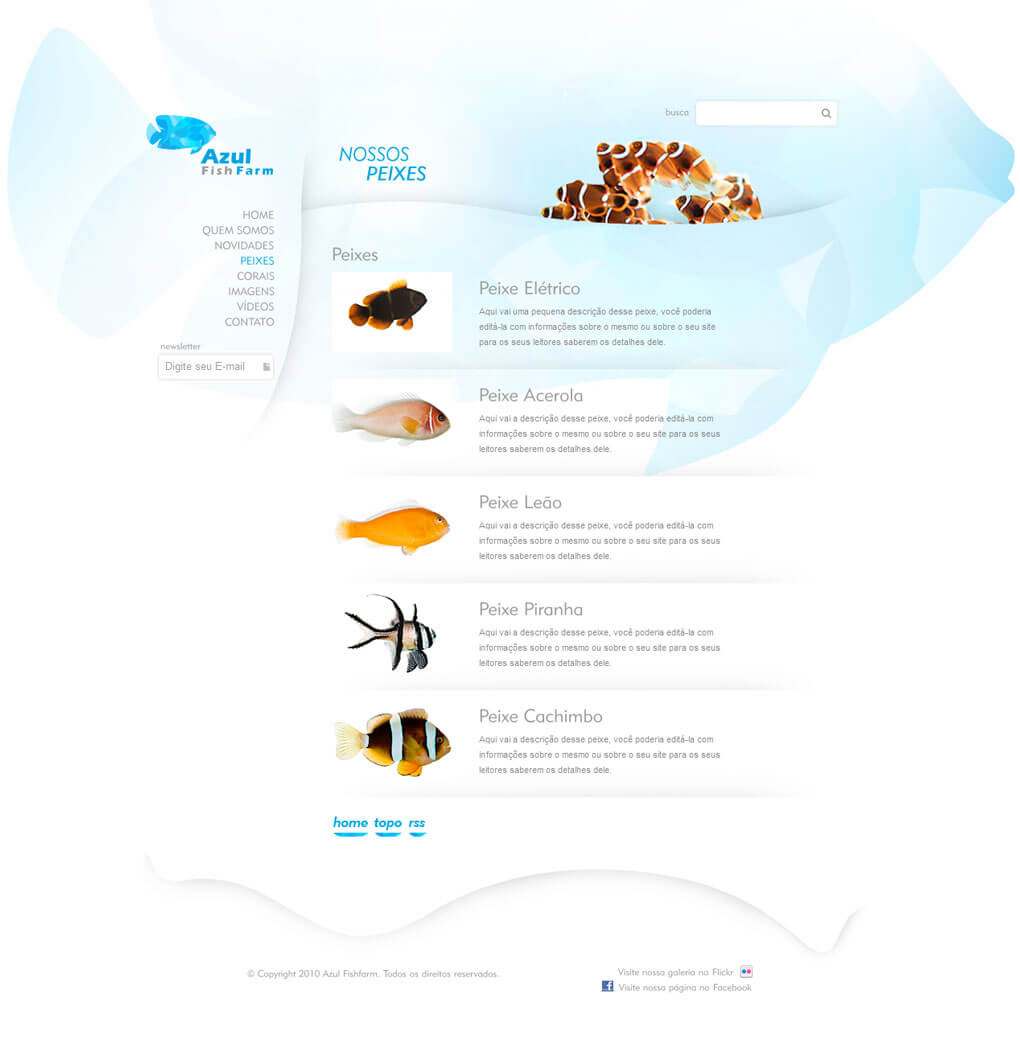 busca
Azul
Fish Farm
NOSSOS
PEIXES
HOME
QUEM SOMOS
NOVIDADES
PEIXES
CORAIS
IMAGENS
VÍDEOS
CONTATO
newsletter
Digite seu E-mail
Peixes
Peixe Elétrico
Aqui vai uma pequena descrição desse peixe, você poderia
editá-la com informações sobre o mesmo ou sobre o seu site
para os seus leitores saberem os detalhes dele.
Peixe Acerola
Aqui vai a descrição desse peixe, você poderia editá-la com
informações sobre o mesmo ou sobre o seu site para os seus
leitores saberem os detalhes dele.
Peixe Leão
Aqui vai a descrição desse peixe, você poderia editá-la com
informações sobre o mesmo ou sobre o seu site para os seus
leitores saberem os detalhes dele.
Peixe Piranha
Aqui vai a descrição desse peixe, você poderia editá-la com
informações sobre o mesmo ou sobre o seu site para os seus
leitores saberem os detalhes dele.
Peixe Cachimbo
Aqui vai a descrição desse peixe, você poderia editá-la com
informações sobre o mesmo ou sobre o seu site para os seus
leitores saberem os detalhes dele.
home topo rss
© Copyright 2010 Azul Fishfarm. Todos os direitos reservados.
Visite nossa galeria no Flickr
Visite nossa página no Facebook